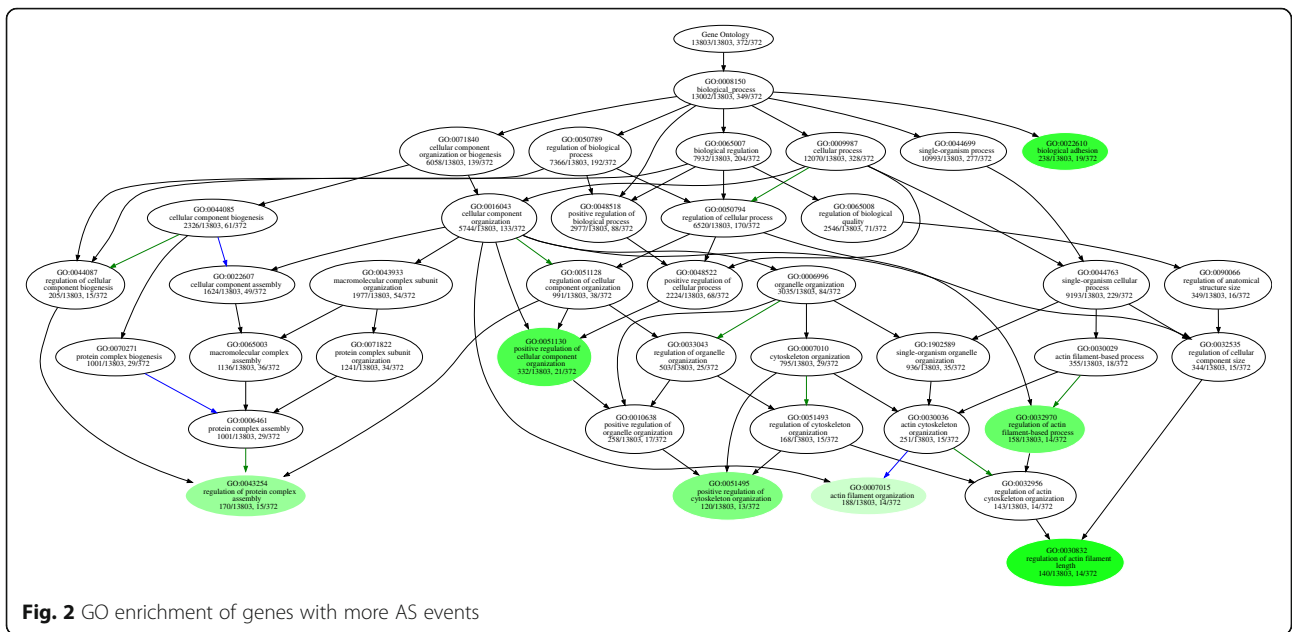 Gene Ontology
13803/13803, 372/372
GO:0008150
biological_process
13002/13803, 349/372
GO:0071840
cellular component
organization or biogenesis
6058/13803, 139/372
GO:0050789
regulation of biological
process
7366/13803, 192/372
GO:0065007
biological regulation
7932/13803, 204/372
GO:0009987
cellular process
12070/13803, 328/372
GO:0044699
single-organism process
10993/13803, 277/372
GO:0022610
biological adhesion
238/13803, 19/372
GO:0044085
cellular component biogenesis
2326/13803, 61/372
GO:0016043
cellular component
organization
5744/13803, 133/372
GO:0048518
positive regulation of
biological process
2977/13803, 88/372
GO:0050794
regulation of cellular process
6520/13803, 170/372
GO:0065008
regulation of biological
quality
2546/13803, 71/372
GO:0044087
regulation of cellular
component biogenesis
205/13803, 15/372
GO:0022607
cellular component assembly
1624/13803, 49/372
GO:0043933
macromolecular complex subunit
organization
1977/13803, 54/372
GO:0051128
regulation of cellular
component organization
991/13803, 38/372
GO:0048522
positive regulation of
cellular process
2224/13803, 68/372
GO:0006996
organelle organization
3035/13803, 84/372
GO:0044763
single-organism cellular
process
9193/13803, 229/372
GO:0090066
regulation of anatomical
structure size
349/13803, 16/372
GO:0070271
protein complex biogenesis
1001/13803, 29/372
GO:0065003
macromolecular complex
assembly
1136/13803, 36/372
GO:0071822
protein complex subunit
organization
1241/13803, 34/372
GO:0051130
positive regulation of
cellular component
organization
332/13803, 21/372
GO:0033043
regulation of organelle
organization
503/13803, 25/372
GO:0007010
cytoskeleton organization
795/13803, 29/372
GO:1902589
single-organism organelle
organization
936/13803, 35/372
GO:0030029
actin filament-based process
355/13803, 18/372
GO:0032535
regulation of cellular
component size
344/13803, 15/372
GO:0006461
protein complex assembly
1001/13803, 29/372
GO:0010638
positive regulation of
organelle organization
258/13803, 17/372
GO:0051493
regulation of cytoskeleton
organization
168/13803, 15/372
GO:0030036
actin cytoskeleton
organization
251/13803, 15/372
GO:0032970
regulation of actin
filament-based process
158/13803, 14/372
GO:0043254
regulation of protein complex
assembly
170/13803, 15/372
GO:0051495
positive regulation of
cytoskeleton organization
120/13803, 13/372
GO:0007015
actin filament organization
188/13803, 14/372
GO:0032956
regulation of actin
cytoskeleton organization
143/13803, 14/372
GO:0030832
regulation of actin filament
length
140/13803, 14/372
Fig. 2 GO enrichment of genes with more AS events